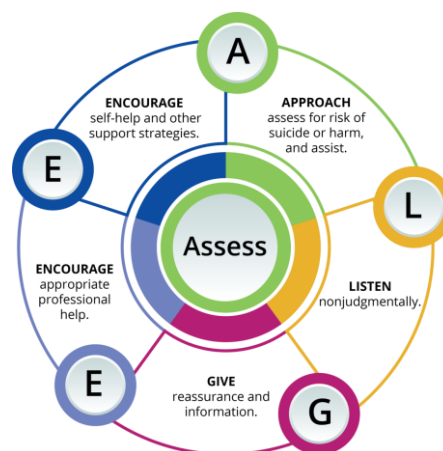 A
APPROACH
assess for risk of
suicide or harm,
and assist.
L
LISTEN
nonjudgmentally.
G
GIVE
reassurance and
information.
E
ENCOURAGE
appropriate
professional
help.
E
ENCOURAGE
self-help and other
support strategies.
Assess